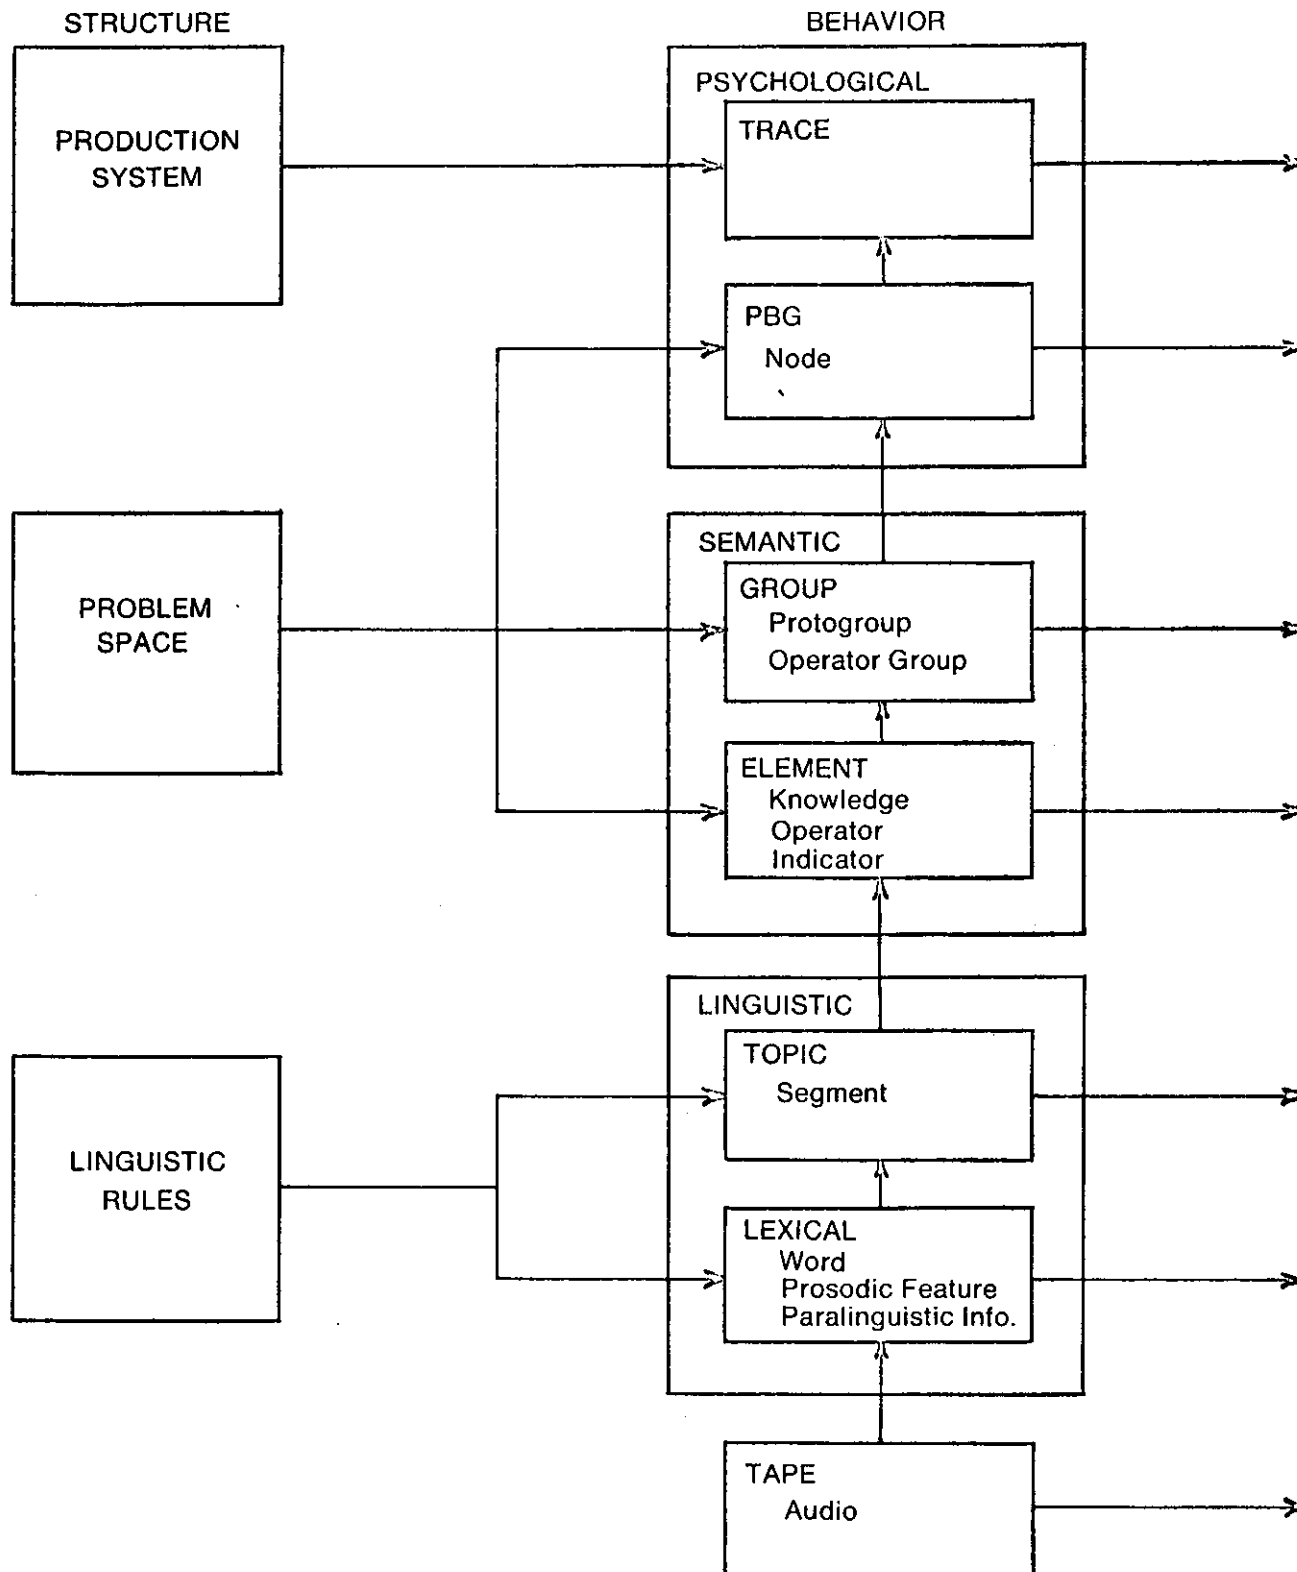 STRUCTURE
BEHAVIOR
PRODUCTION
SYSTEM
PSYCHOLOGICAL
TRACE
PBG
Node
PROBLEM
SPACE
SEMANTIC
GROUP
Protogroup
Operator Group
ELEMENT
Knowledge
Operator
Indicator
LINGUISTIC
RULES
LINGUISTIC
TOPIC
Segment
LEXICAL
Word
Prosodic Feature
Paralinguistic Info.
TAPE
Audio